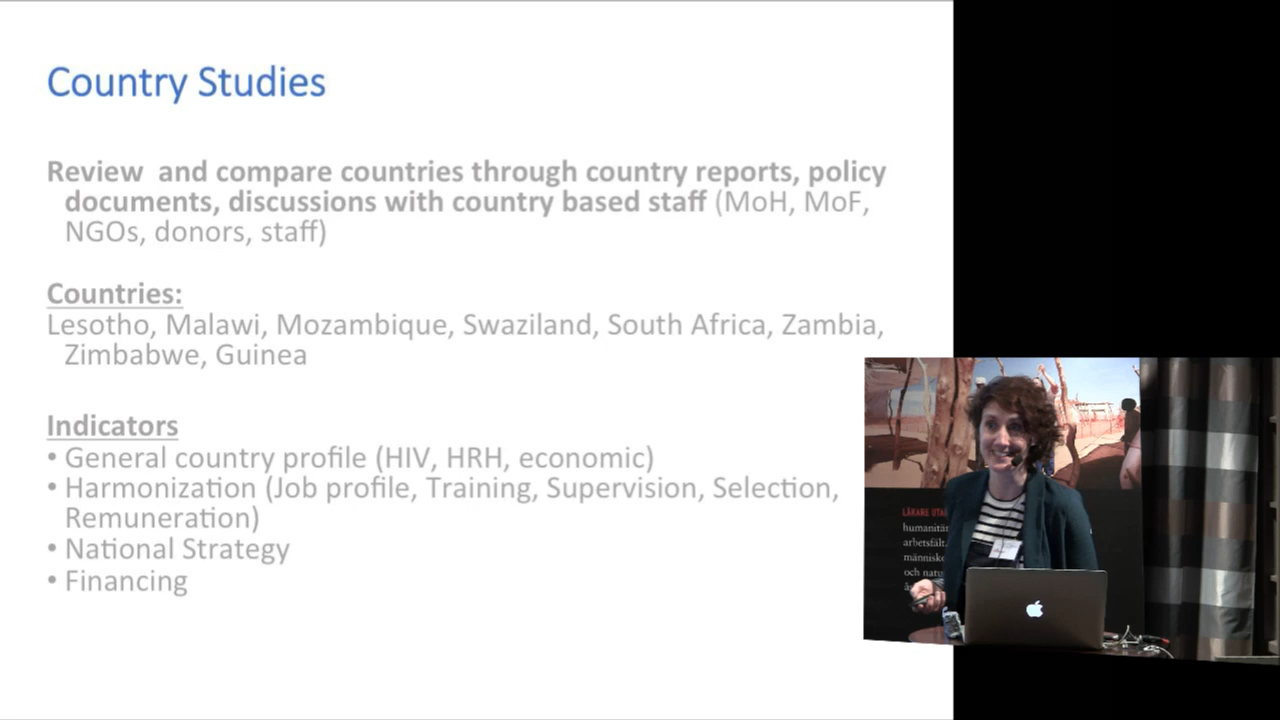 Country Studies
Review and compare countries through country reports, policy
documents, discussions with country based staff (MoH, MoF,
NGOs, donors, staff)
Countries:
Lesotho, Malawi, Mozambique, Swaziland, South Africa, Zambia,
Zimbabwe, Guinea
Indicators
• General country profile (HIV, HRH, economic)
• Harmonization (Job profile, Training, Supervision, Selection,
Remuneration)
• National Strategy
• Financing
LÄKARE
humanitär
arbetsfält.
och